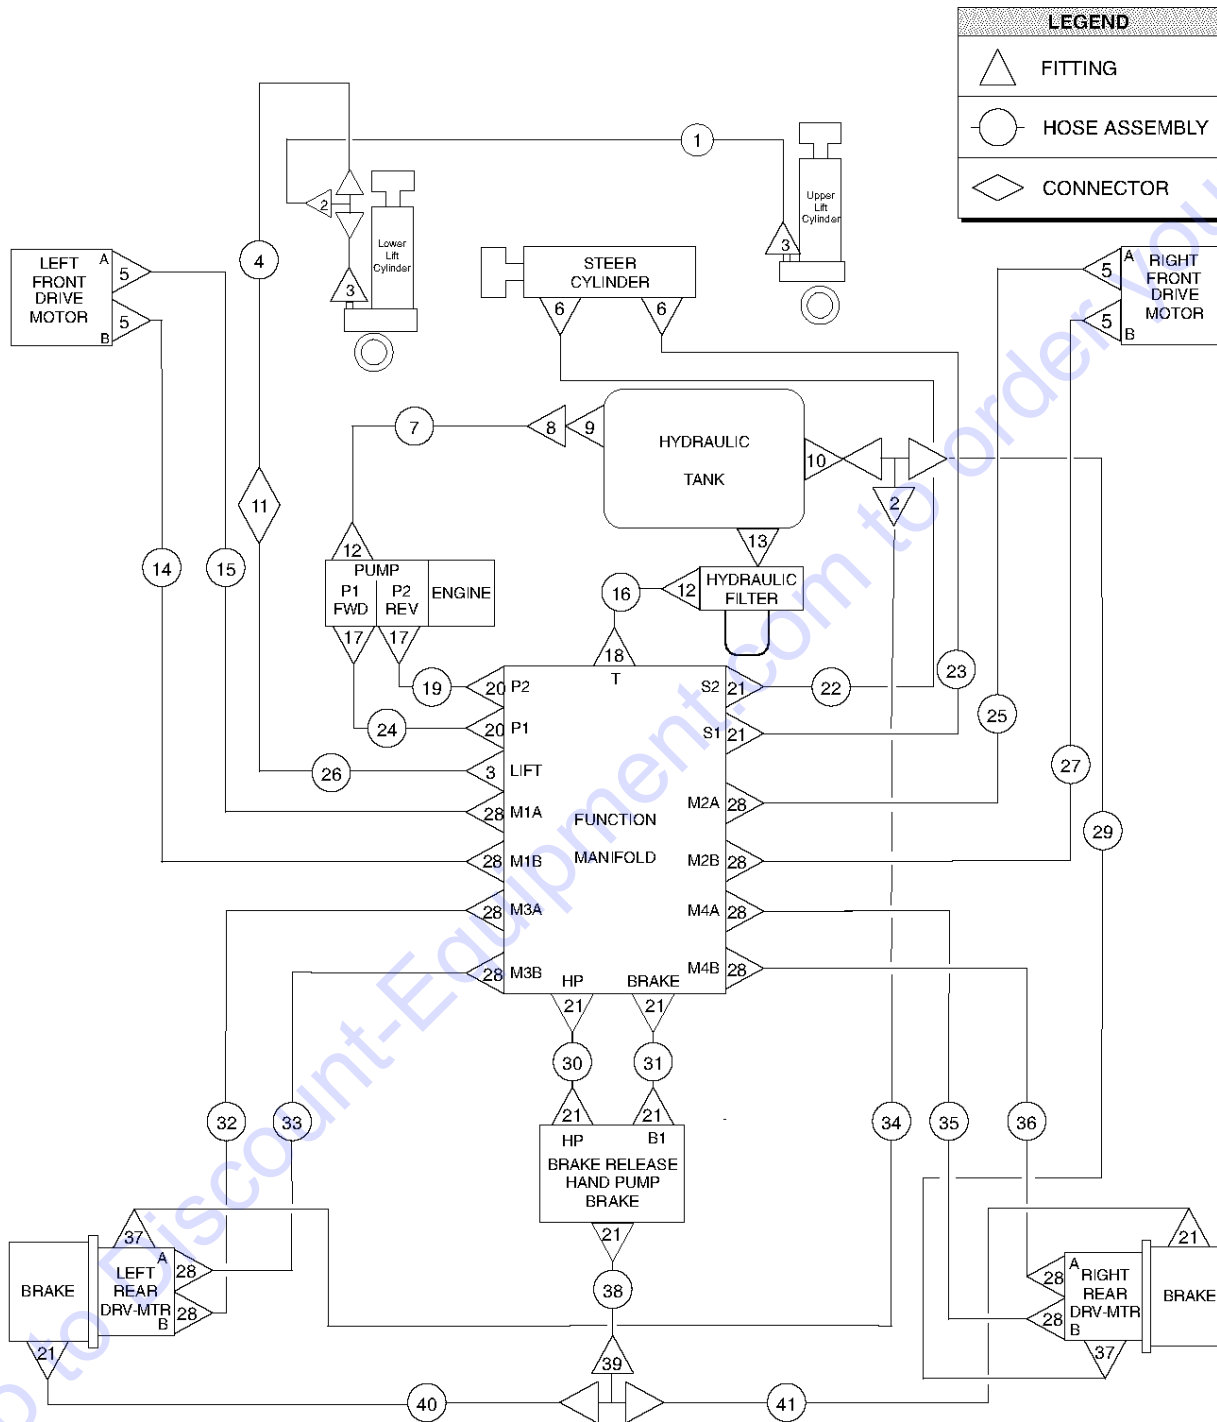 LEGEND
FITTING
HOSE ASSEMBLY
CONNECTOR
1
2
3
Upper
Lift
Cylinder
Lower
Lift
Cylinder
3
4
LEFT
FRONT
DRIVE
MOTOR
A
B
5
5
STEER
CYLINDER
6
6
RIGHT
FRONT
DRIVE
MOTOR
A
B
5
5
7
8
9
HYDRAULIC
TANK
10
2
11
12
13
14
15
PUMP
P1
FWD
P2
REV
ENGINE
16
12
HYDRAULIC
FILTER
17
17
18
T
19
20
P2
S2
21
22
23
24
20
P1
S1
21
25
26
3
LIFT
27
28
M1A
M2A
28
29
FUNCTION
MANIFOLD
28
M1B
M2B
28
28
M3A
M4A
28
28
M3B
M4B
28
HP
BRAKE
21
21
30
31
21
21
32
33
34
35
36
HP
B1
BRAKE RELEASE
HAND PUMP
BRAKE
21
37
BRAKE
LEFT
REAR
DRV-MTR
A
B
28
28
21
38
39
RIGHT
REAR
DRV-MTR
A
B
28
28
BRAKE
21
37
40
41
to Discount-Equipment.com to order you